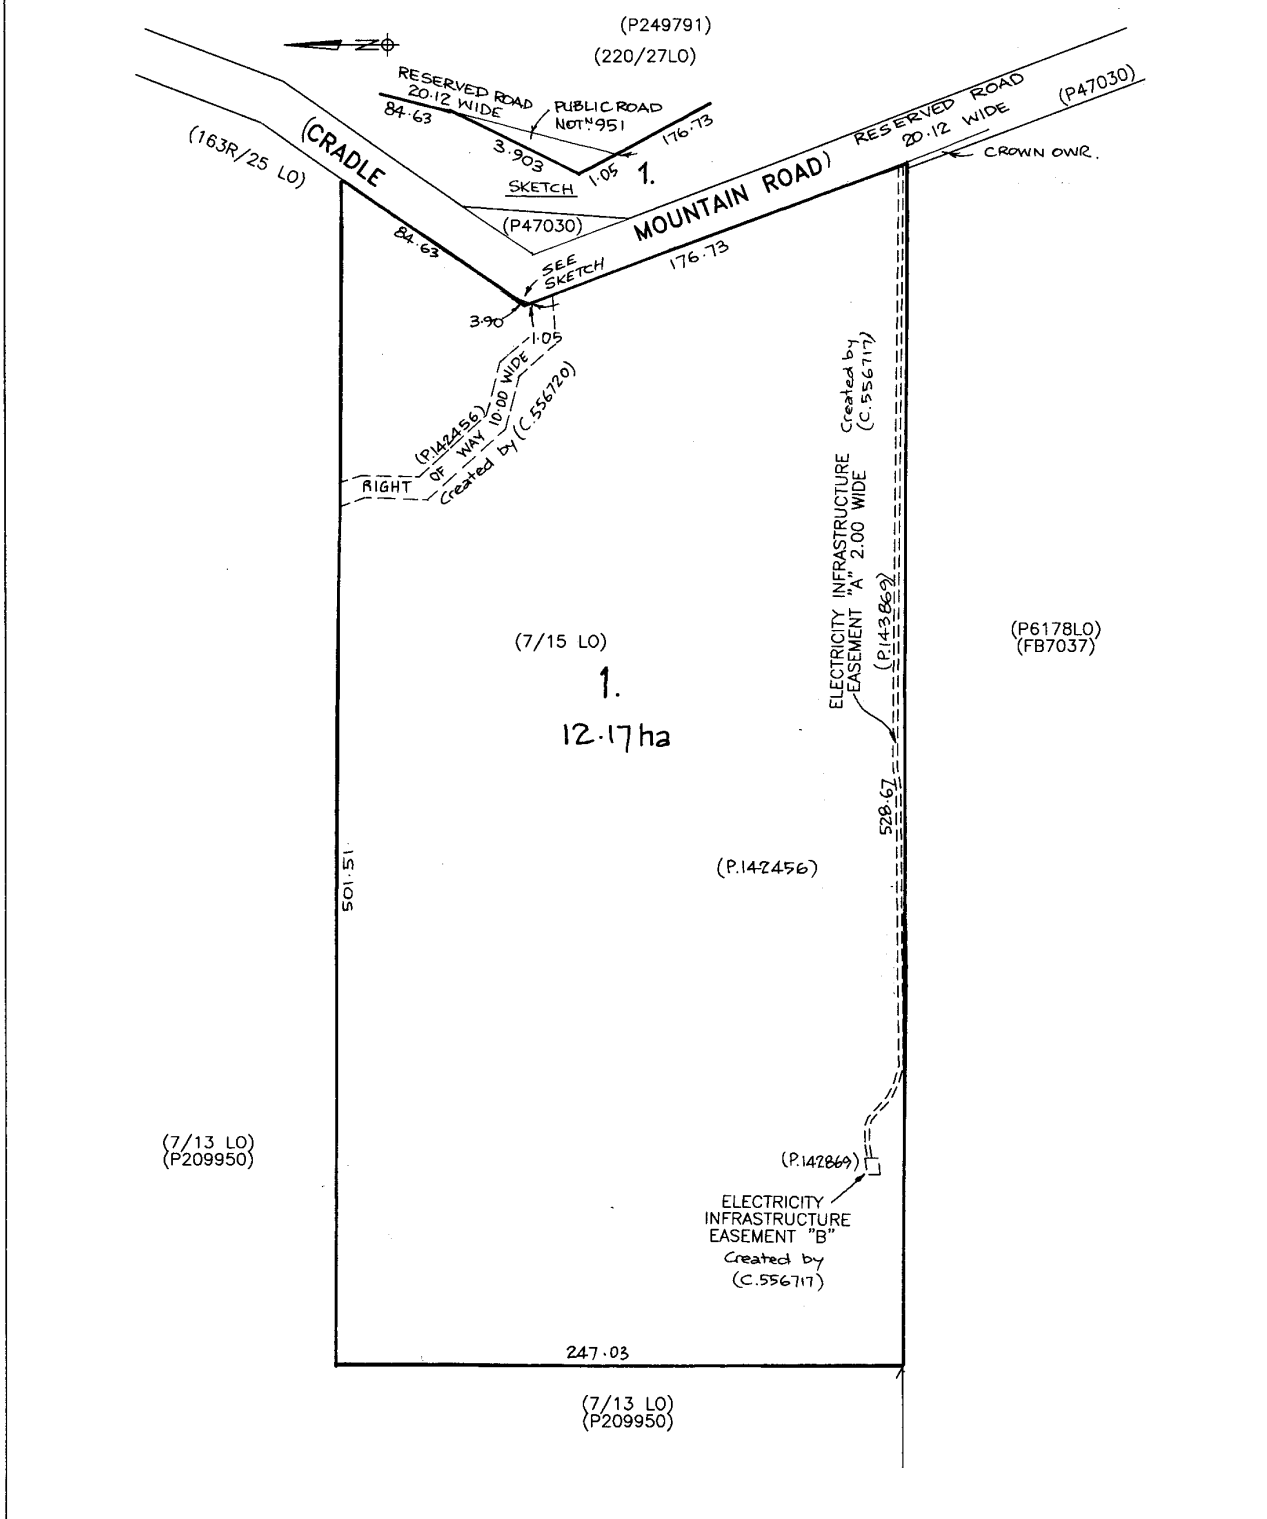 (P249791)
(220/27LO)
N
RESERVED ROAD
20.12 WIDE
84.63
PUBLIC ROAD
NOTN 951
176.73
3.903
1.05
1.
SKETCH
(163R/25 LO)
(CRADLE
MOUNTAIN ROAD)
RESERVED ROAD
20.12 WIDE
(P47030)
CROWN OWR.
(P47030)
84.63
SEE
SKETCH
176.73
3.90
1.05
(P.142456)
RIGHT OF WAY 10.00 WIDE
Created by (C.556720)
ELECTRICITY INFRASTRUCTURE
EASEMENT "A" 2.00 WIDE
Created by
(C.556717)
(P.143869)
(7/15 LO)
1.
12.17ha
(P6178LO)
(FB7037)
528.67
501.51
(P.142456)
(7/13 LO)
(P209950)
(P.142869)
ELECTRICITY
INFRASTRUCTURE
EASEMENT "B"
Created by
(C.556717)
247.03
(7/13 LO)
(P209950)